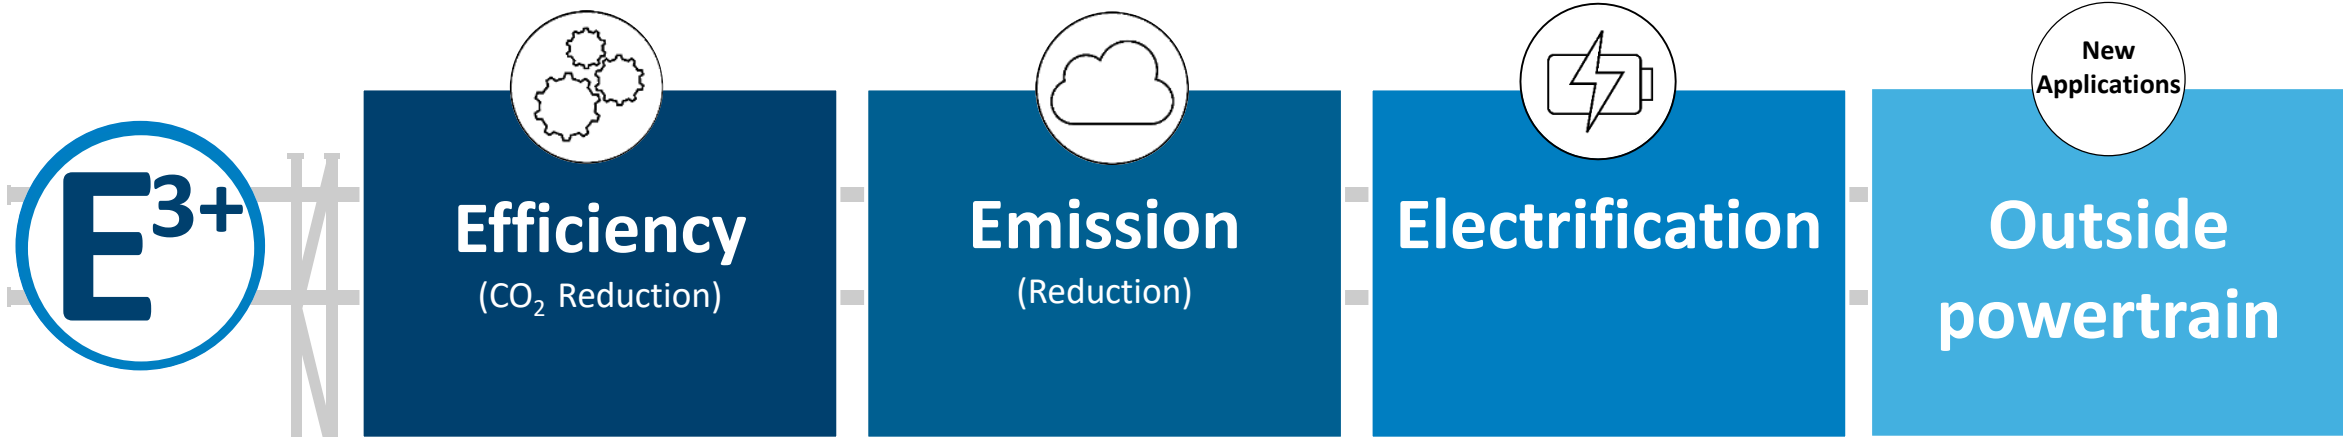 E³⁺
Efficiency
(CO₂ Reduction)
Emission
(Reduction)
Electrification
New
Applications
Outside
powertrain